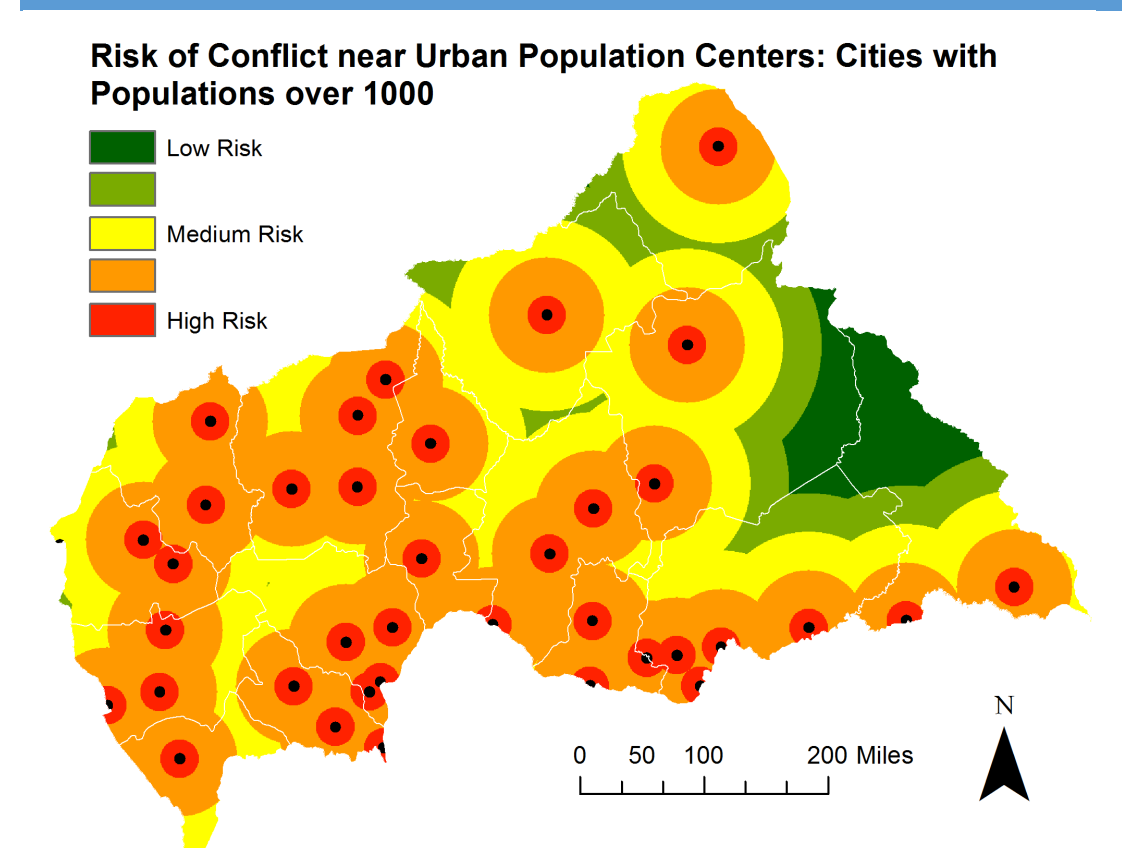 Risk of Conflict near Urban Population Centers: Cities with
Populations over 1000
Low Risk
Medium Risk
High Risk
N
0 50 100 200 Miles